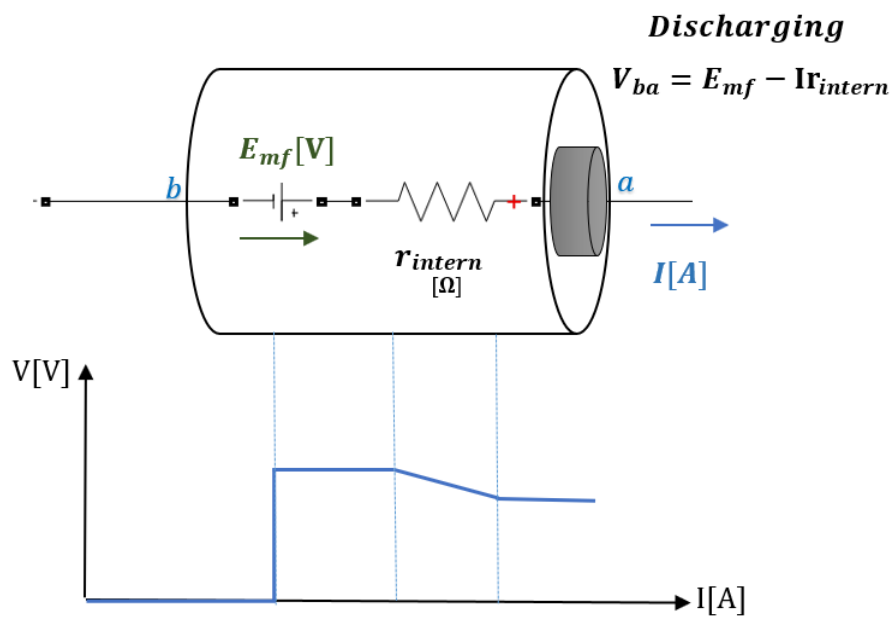 Discharging
V_ba = E_mf − Ir_intern
E_mf[V]
b
+
+
a
r_intern
[Ω]
I[A]
V[V]
I[A]